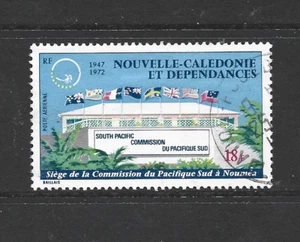 RF
1947
1972
NOUVELLE-CALEDONIE
ET DEPENDANCES
POSTE AERIENNE
SOUTH PACIFIC
COMMISSION
DU PACIFIQUE SUD
18F
Siège de la Commission du Pacifique Sud à Nouméa
BAILLAIS